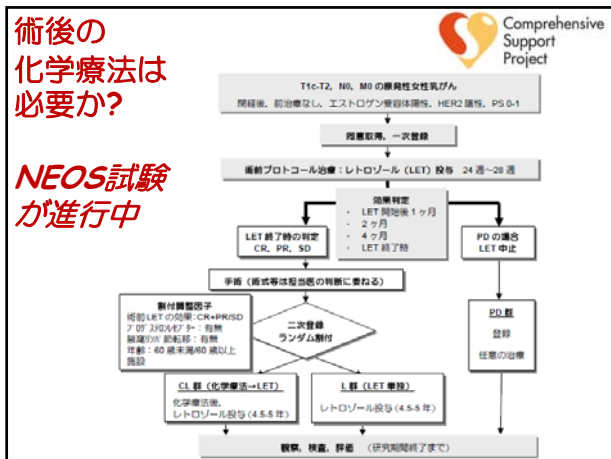 術後の
化学療法は
必要か?
NEOS試験
が進行中
Comprehensive
Support
Project
T1c-T2, N0, M0 の原発性女性乳がん
閉経後, 前治療なし, エストロゲン受容体陽性, HER2 陰性, PS 0-1
同意取得, 一次登録
術前プロトコール治療：レトロゾール（LET）投与　24 週～28 週
効果判定
・ LET 開始後 1 ヶ月
・ 2 ヶ月
・ 4 ヶ月
・ LET 終了時
LET 終了時の判定
CR, PR, SD
PD の場合
LET 中止
手術（術式等は担当医の判断に委ねる）
割付調整因子
術前 LET の効果：CR+PR/SD
ﾌﾟﾛｹﾞｽﾃﾛﾝﾚｾﾌﾟﾀｰ：有無
腋窩ﾘﾝﾊﾟ節転移：有無
年齢：60 歳未満/60 歳以上
施設
二次登録
ランダム割付
PD 群
登録
任意の治療
CL 群（化学療法→LET）
化学療法後,
レトロゾール投与 (4.5-5 年)
L 群（LET 単独）
レトロゾール投与 (4.5-5 年)
観察, 検査, 評価　（研究期間終了まで）